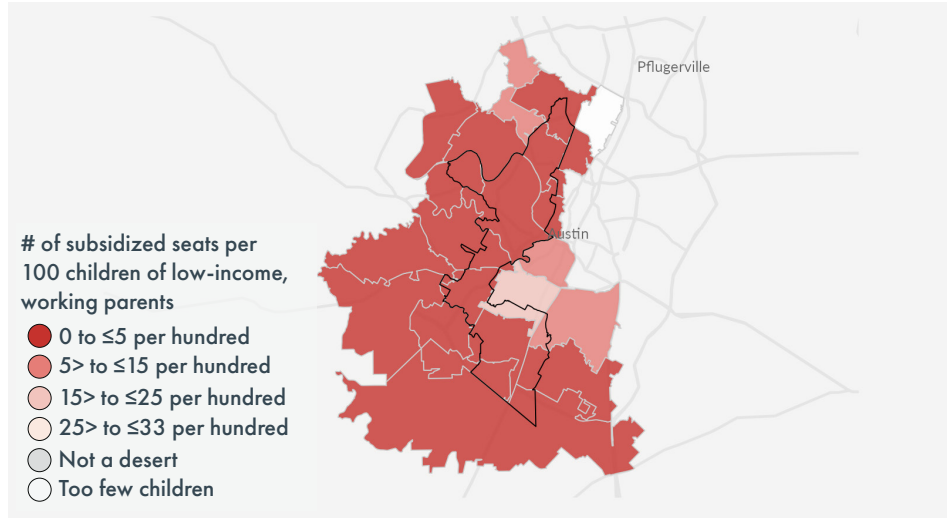 Pflugerville
Austin
# of subsidized seats per
100 children of low-income,
working parents
0 to ≤5 per hundred
5> to ≤15 per hundred
15> to ≤25 per hundred
25> to ≤33 per hundred
Not a desert
Too few children